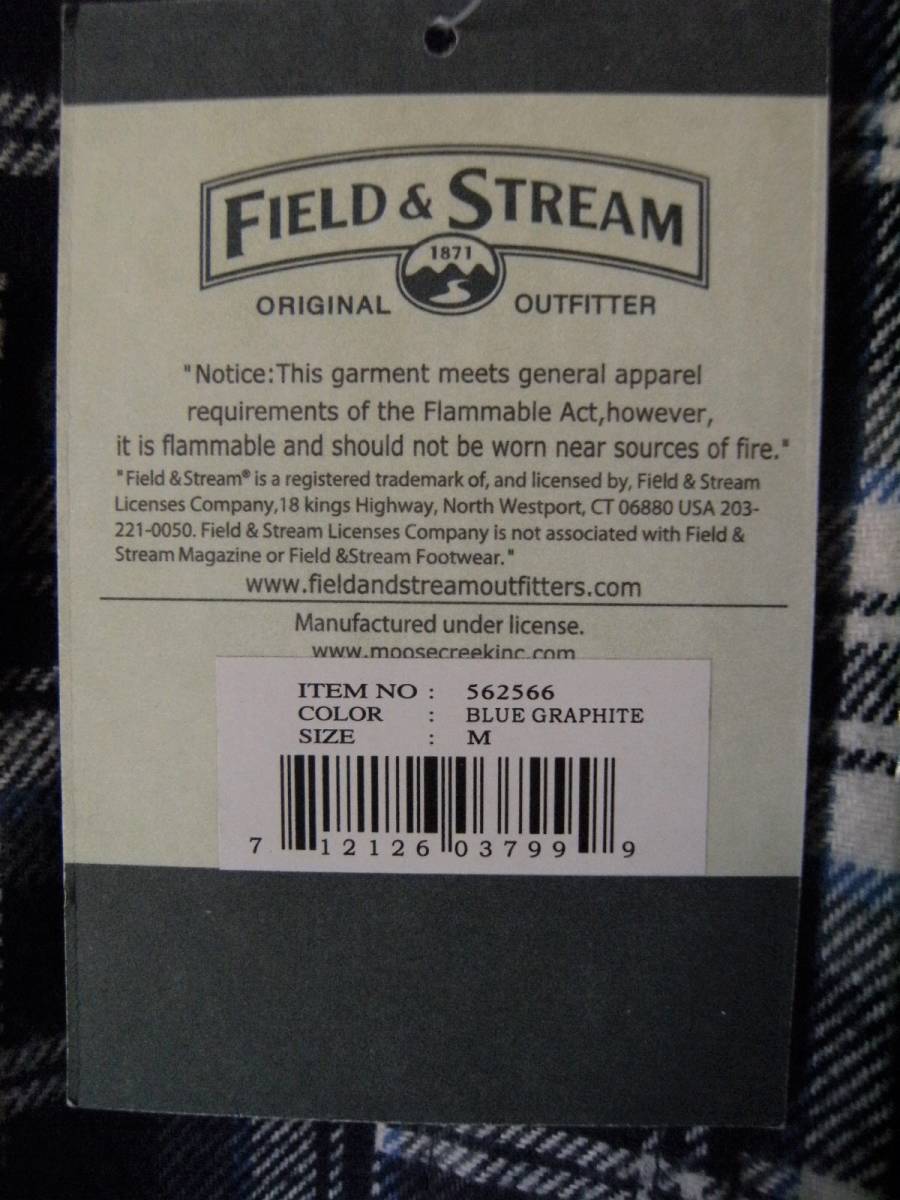 FIELD & STREAM
1871
ORIGINAL OUTFITTER
"Notice:This garment meets general apparel
requirements of the Flammable Act,however,
it is flammable and should not be worn near sources of fire."
"Field & Stream® is a registered trademark of, and licensed by, Field & Stream
Licenses Company,18 kings Highway, North Westport, CT 06880 USA 203-
221-0050. Field & Stream Licenses Company is not associated with Field &
Stream Magazine or Field &Stream Footwear."
www.fieldandstreamoutfitters.com
Manufactured under license.
www.moosecreekinc.com
ITEM NO : 562566
COLOR : BLUE GRAPHITE
SIZE : M
7 12126 03799 9